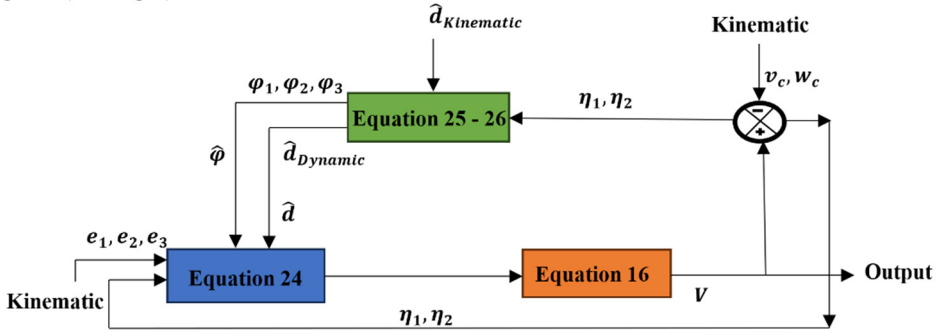 d̂_Kinematic
Kinematic
v_c, w_c
φ₁, φ₂, φ₃
η₁, η₂
Equation 25 - 26
−
+
φ̂
d̂_Dynamic
d̂
e₁, e₂, e₃
Equation 24
Equation 16
Output
V
Kinematic
η₁, η₂